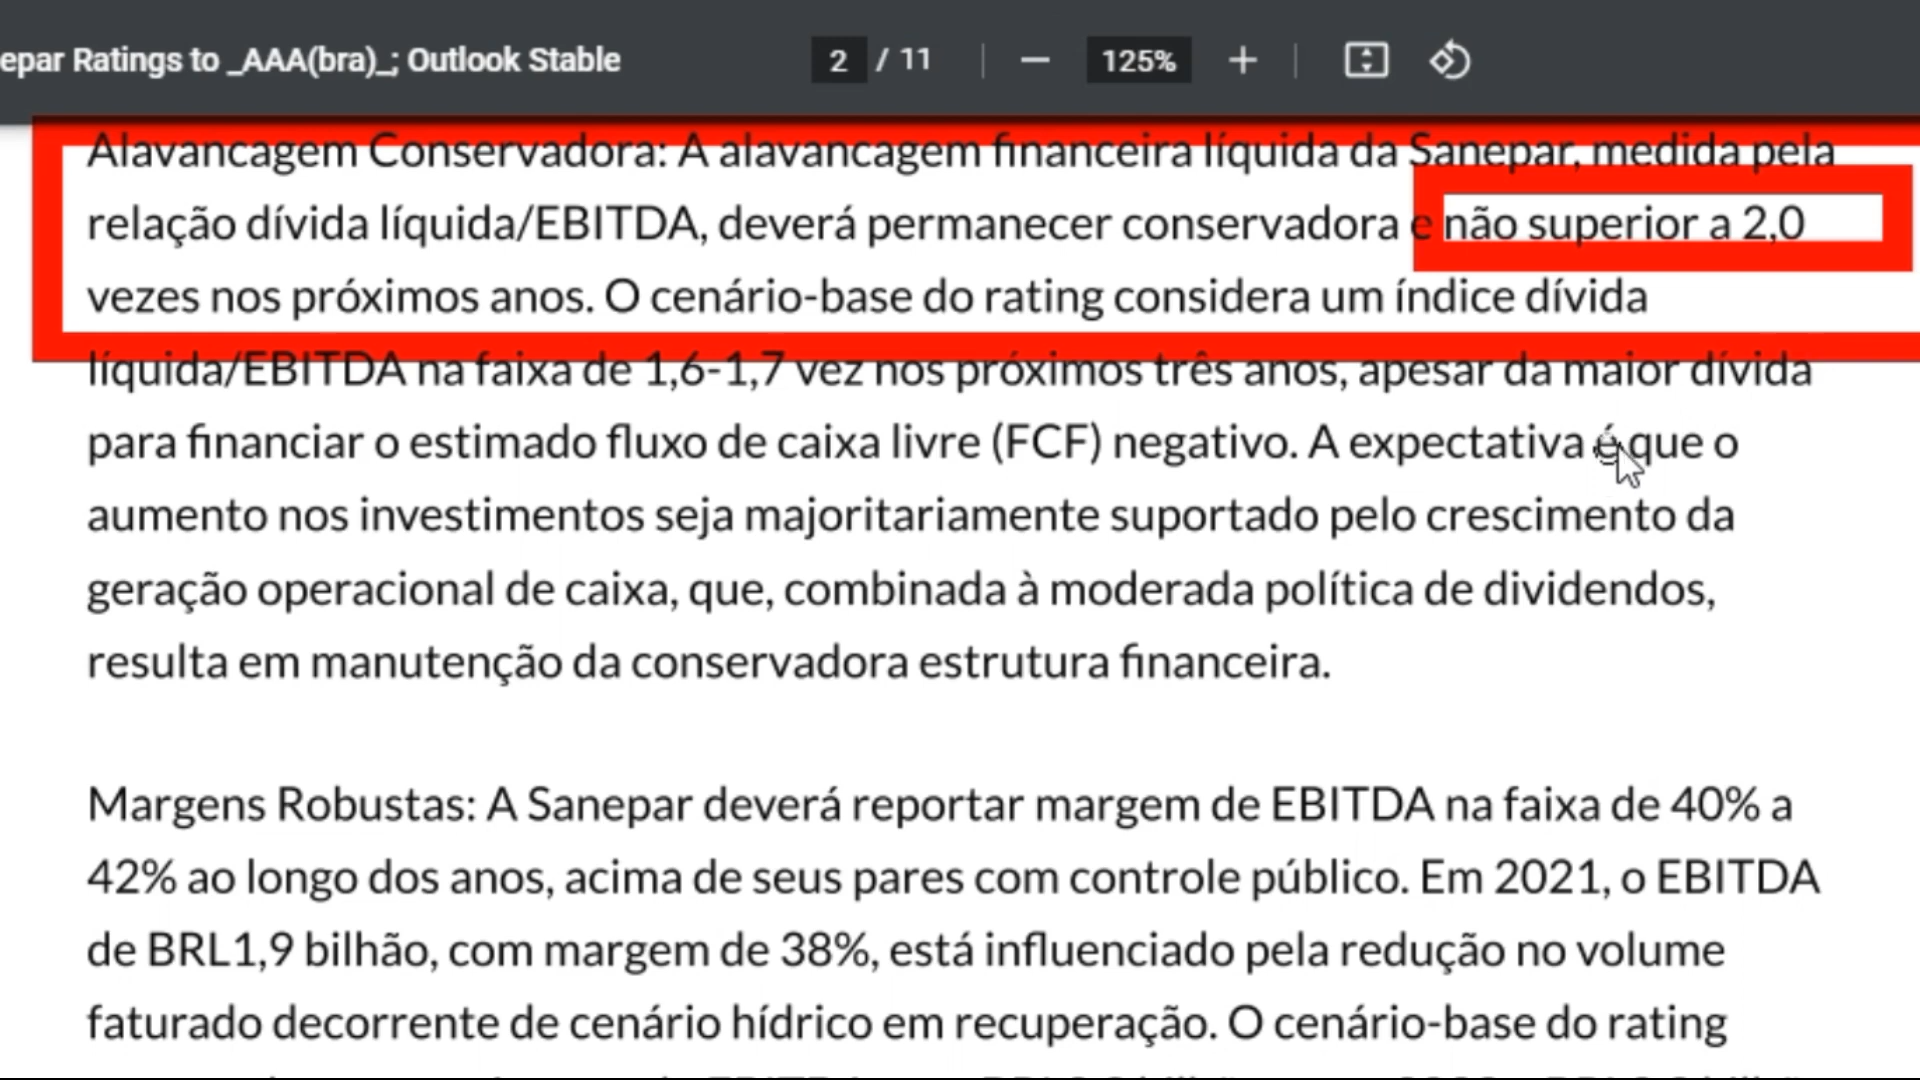 epar Ratings to _AAA(bra)_; Outlook Stable 2 / 11 125%
Alavancagem Conservadora: A alavancagem financeira líquida da Sanepar, medida pela
relação dívida líquida/EBITDA, deverá permanecer conservadora e não superior a 2,0
vezes nos próximos anos. O cenário-base do rating considera um índice dívida
líquida/EBITDA na faixa de 1,6-1,7 vez nos próximos três anos, apesar da maior dívida
para financiar o estimado fluxo de caixa livre (FCF) negativo. A expectativa é que o
aumento nos investimentos seja majoritariamente suportado pelo crescimento da
geração operacional de caixa, que, combinada à moderada política de dividendos,
resulta em manutenção da conservadora estrutura financeira.
Margens Robustas: A Sanepar deverá reportar margem de EBITDA na faixa de 40% a
42% ao longo dos anos, acima de seus pares com controle público. Em 2021, o EBITDA
de BRL1,9 bilhão, com margem de 38%, está influenciado pela redução no volume
faturado decorrente de cenário hídrico em recuperação. O cenário-base do rating